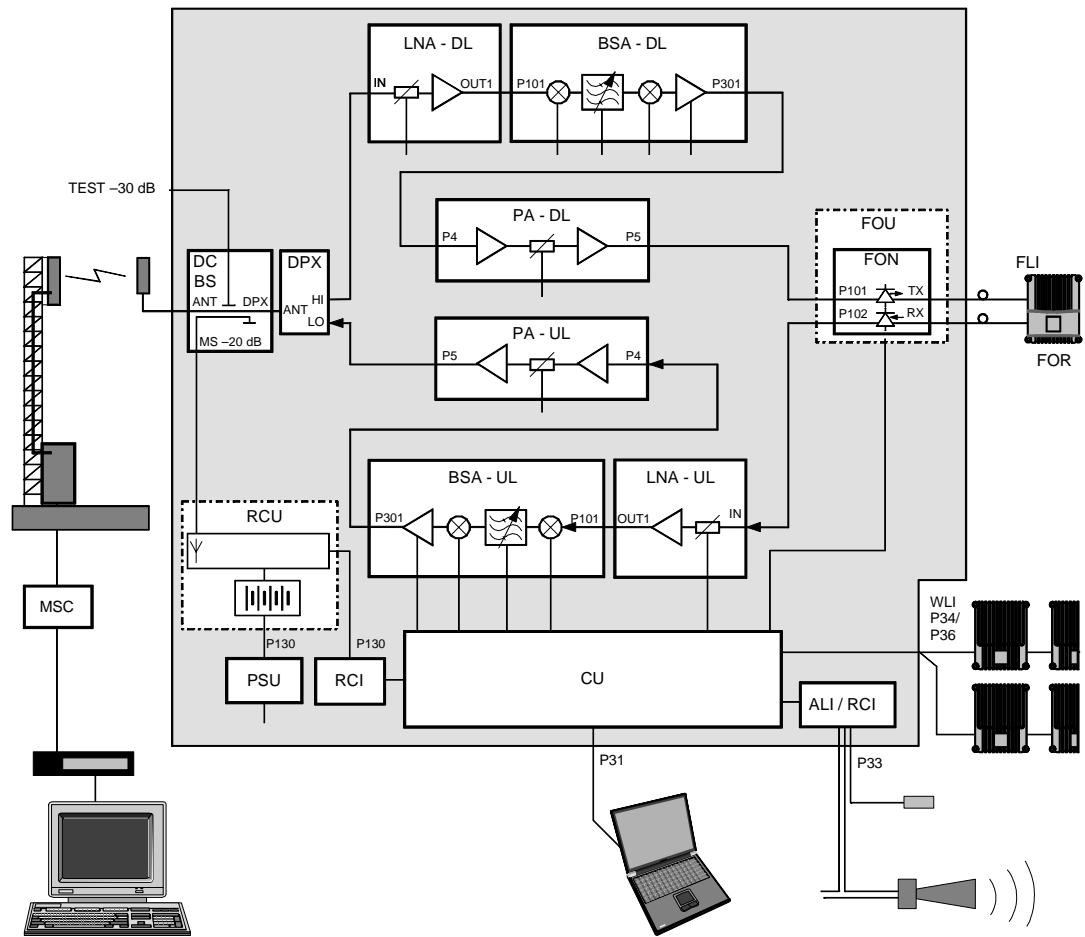 LNA - DL
IN
OUT1
BSA - DL
P101
P301
TEST –30 dB
PA - DL
P4
P5
FOU
FON
P101
TX
P102
RX
FLI
FOR
DC
BS
ANT
DPX
MS –20 dB
DPX
ANT
HI
LO
PA - UL
P5
P4
BSA - UL
P301
P101
LNA - UL
OUT1
IN
RCU
MSC
P130
P130
PSU
RCI
CU
ALI / RCI
WLI
P34/
P36
P31
P33